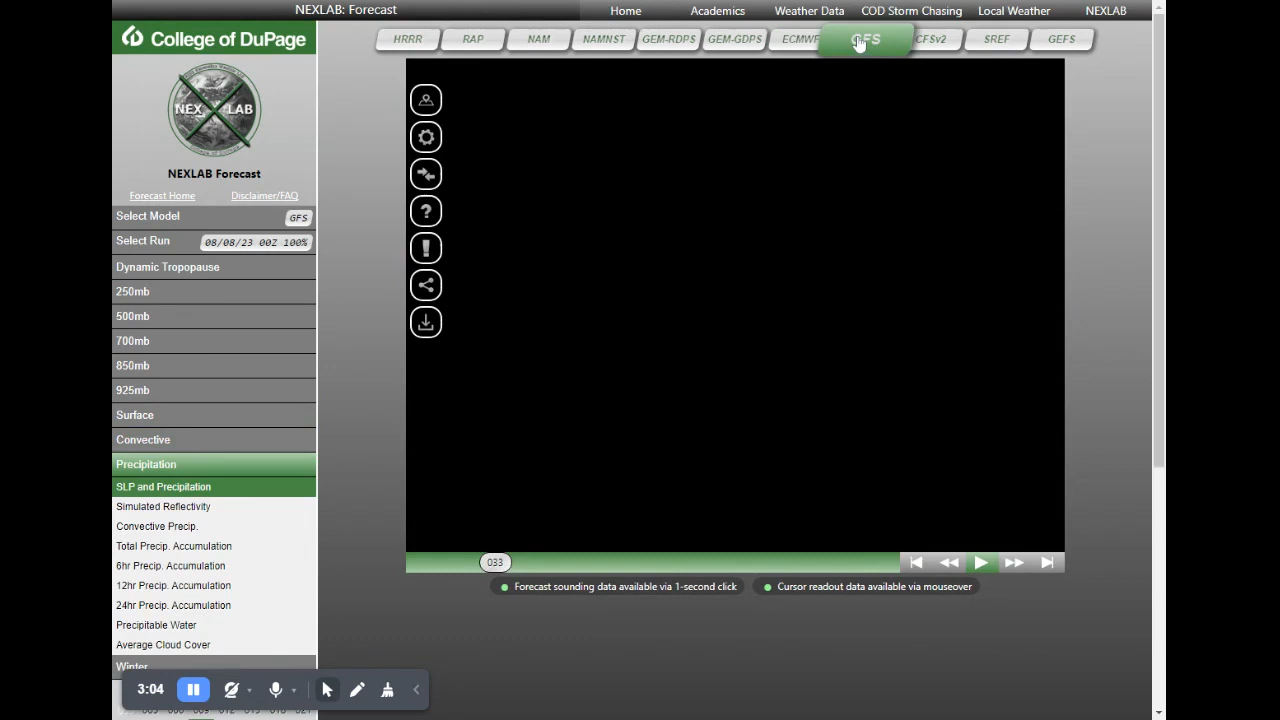 NEXLAB: Forecast
Home Academics Weather Data COD Storm Chasing Local Weather NEXLAB
College of DuPage
HRRR RAP NAM NAMNST GEM-RDPS GEM-GDPS ECMWF GFS CFSv2 SREF GEFS
NEX LAB
NEXLAB Forecast
Forecast Home Disclaimer/FAQ
Select Model GFS
Select Run 08/08/23 00Z 100%
Dynamic Tropopause
250mb
500mb
700mb
850mb
925mb
Surface
Convective
Precipitation
SLP and Precipitation
Simulated Reflectivity
Convective Precip.
Total Precip. Accumulation
6hr Precip. Accumulation
12hr Precip. Accumulation
24hr Precip. Accumulation
Precipitable Water
Average Cloud Cover
Winter
033
Forecast sounding data available via 1-second click
Cursor readout data available via mouseover
3:04